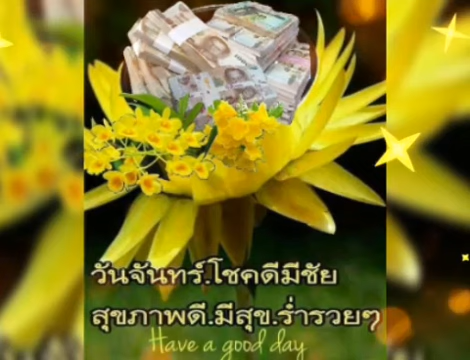 วันจันทร์.โชคดีมีชัย
สุขภาพดี.มีสุข.ร่ำรวยๆ
Have a good day